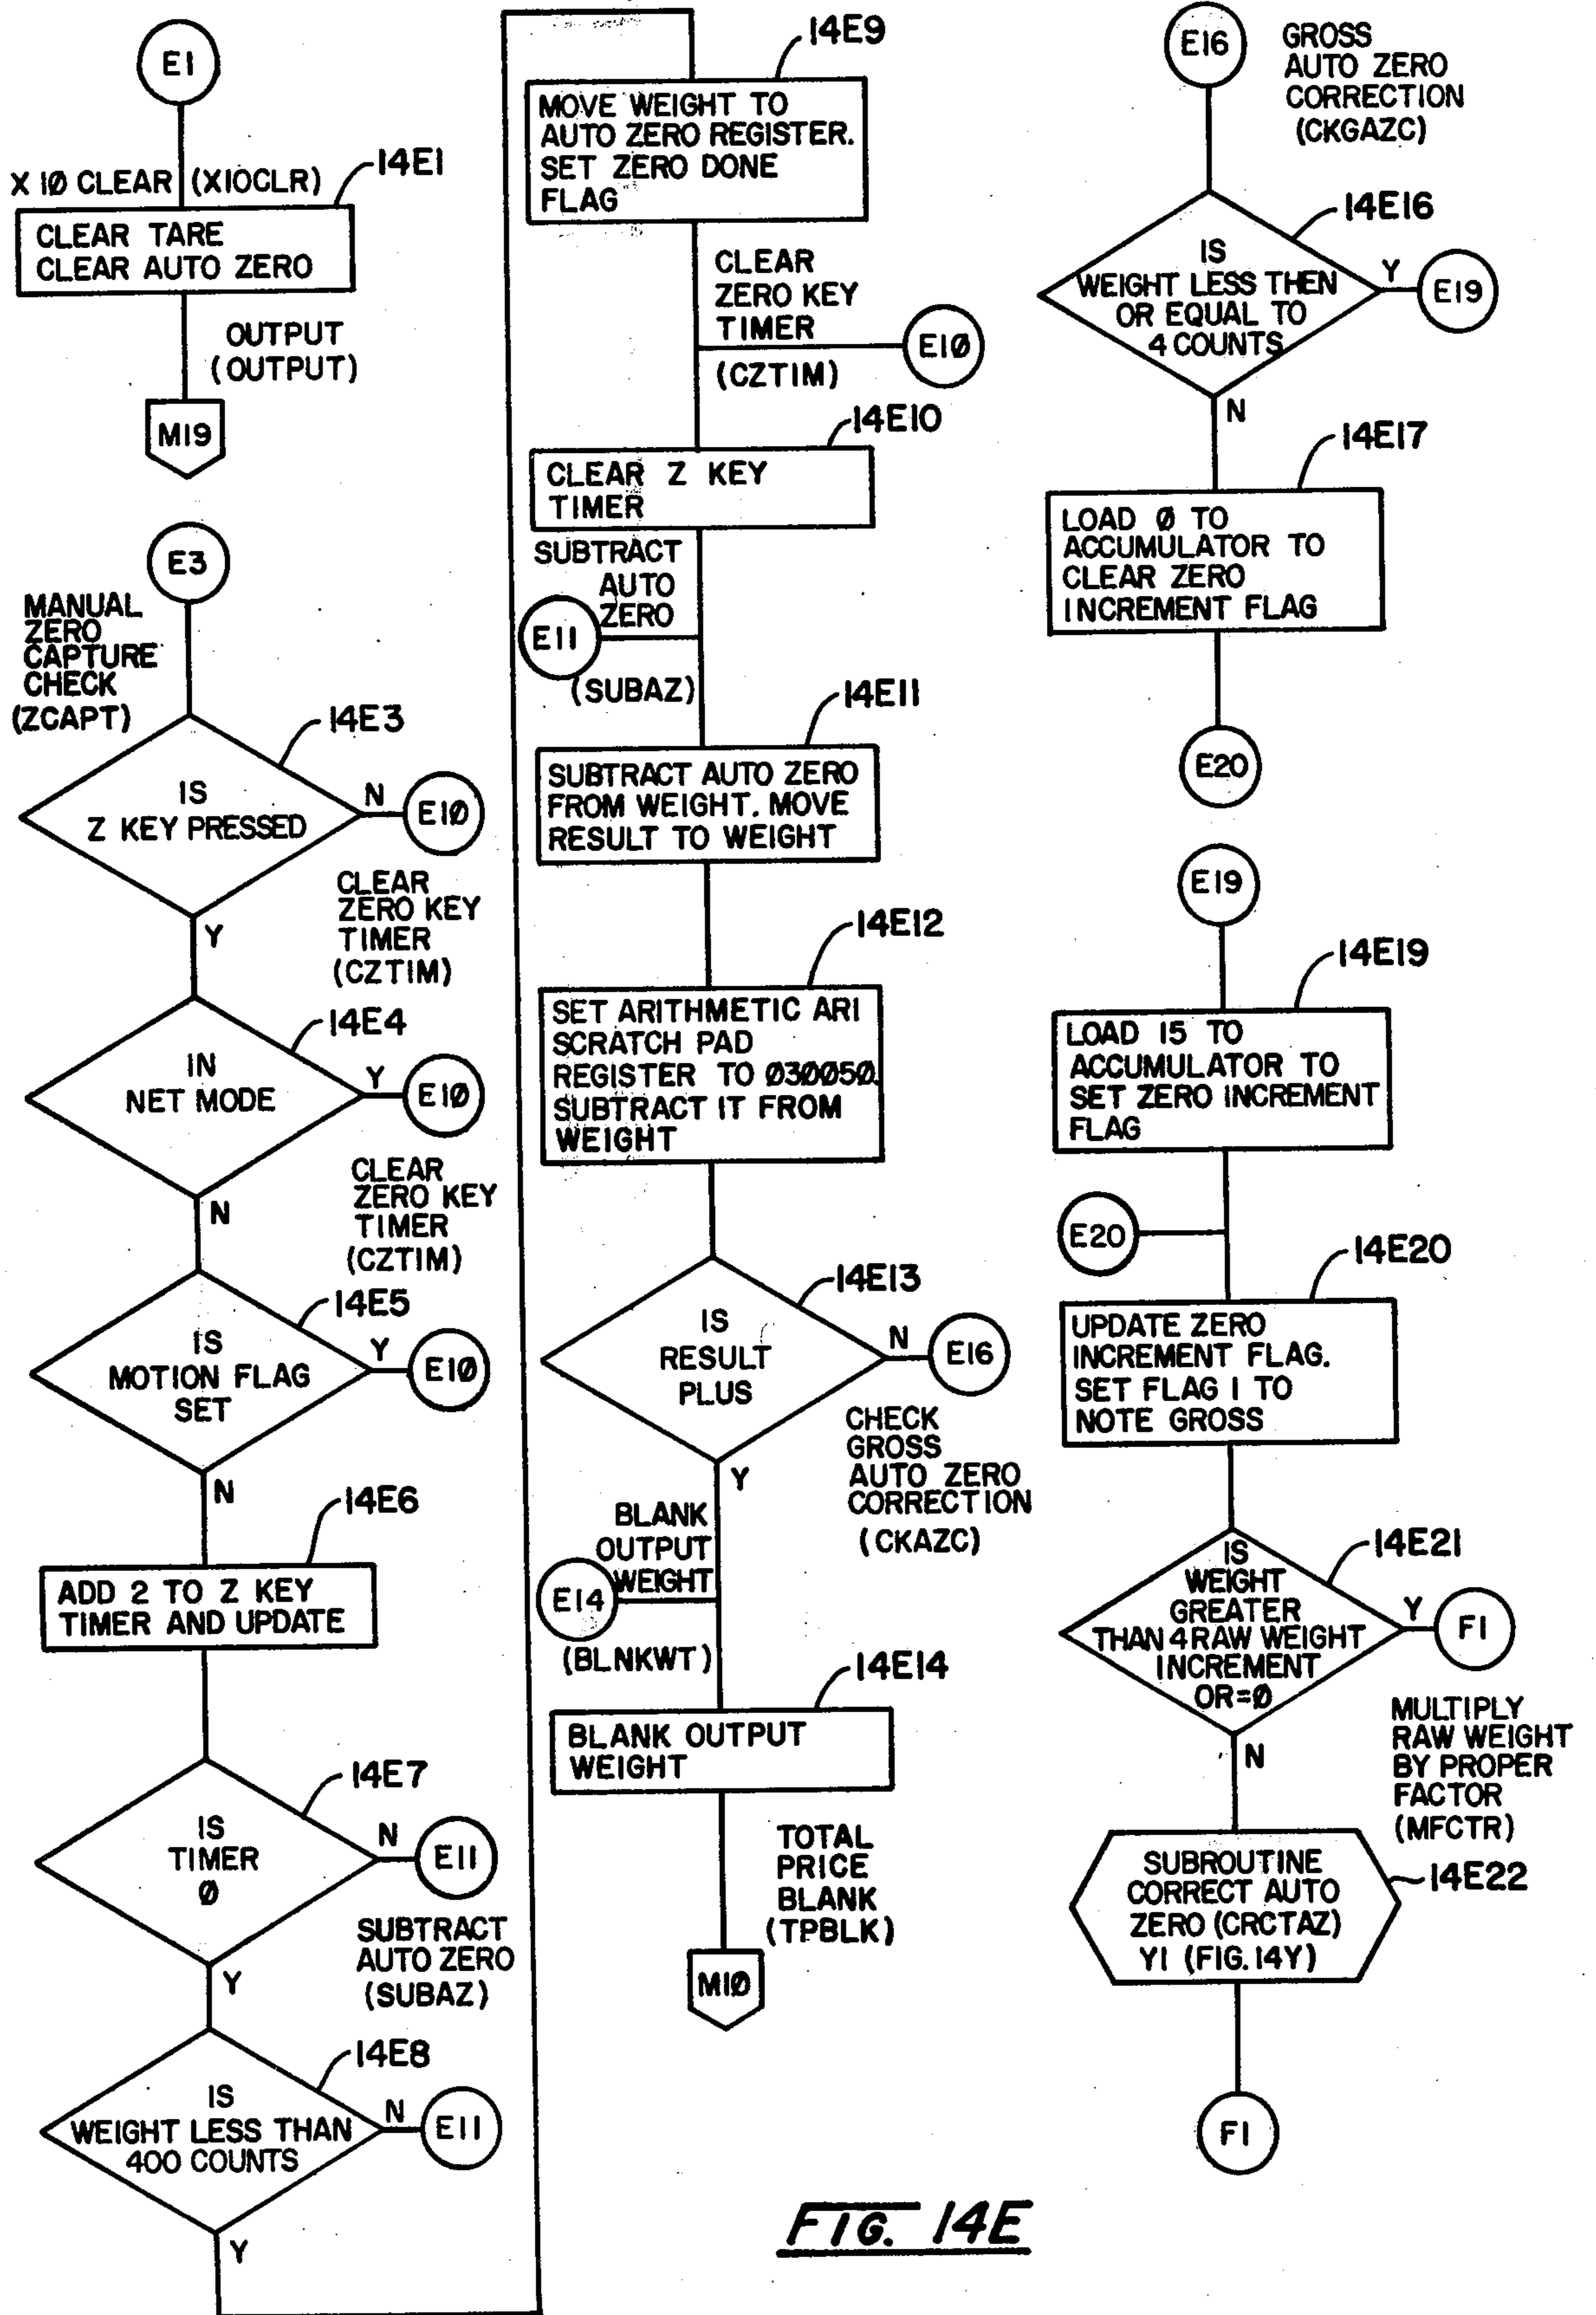 E1
X 10 CLEAR (X10CLR)
14E1
CLEAR TARE
CLEAR AUTO ZERO
OUTPUT
(OUTPUT)
M19
E3
MANUAL
ZERO
CAPTURE
CHECK
(ZCAPT)
14E3
IS
Z KEY PRESSED
N
E10
Y
CLEAR
ZERO KEY
TIMER
(CZTIM)
14E4
IN
NET MODE
Y
E10
N
CLEAR
ZERO KEY
TIMER
(CZTIM)
14E5
IS
MOTION FLAG
SET
Y
E10
N
14E6
ADD 2 TO Z KEY
TIMER AND UPDATE
14E7
IS
TIMER
0
N
E11
Y
SUBTRACT
AUTO ZERO
(SUBAZ)
14E8
IS
WEIGHT LESS THAN
400 COUNTS
N
E11
Y
14E9
MOVE WEIGHT TO
AUTO ZERO REGISTER.
SET ZERO DONE
FLAG
CLEAR
ZERO KEY
TIMER
E10
(CZTIM)
14E10
CLEAR Z KEY
TIMER
SUBTRACT
AUTO
ZERO
E11
(SUBAZ)
14E11
SUBTRACT AUTO ZERO
FROM WEIGHT. MOVE
RESULT TO WEIGHT
14E12
SET ARITHMETIC ARI
SCRATCH PAD
REGISTER TO 030050.
SUBTRACT IT FROM
WEIGHT
14E13
IS
RESULT
PLUS
N
E16
Y
CHECK
GROSS
AUTO ZERO
CORRECTION
(CKAZC)
BLANK
OUTPUT
WEIGHT
E14
(BLNKWT)
14E14
BLANK OUTPUT
WEIGHT
TOTAL
PRICE
BLANK
(TPBLK)
M10
E16
GROSS
AUTO ZERO
CORRECTION
(CKGAZC)
14E16
IS
WEIGHT LESS THEN
OR EQUAL TO
4 COUNTS
Y
E19
N
14E17
LOAD 0 TO
ACCUMULATOR TO
CLEAR ZERO
INCREMENT FLAG
E20
E19
14E19
LOAD 15 TO
ACCUMULATOR TO
SET ZERO INCREMENT
FLAG
E20
14E20
UPDATE ZERO
INCREMENT FLAG.
SET FLAG 1 TO
NOTE GROSS
14E21
IS
WEIGHT
GREATER
THAN 4 RAW WEIGHT
INCREMENT
OR=0
Y
F1
N
MULTIPLY
RAW WEIGHT
BY PROPER
FACTOR
(MFCTR)
SUBROUTINE
CORRECT AUTO
ZERO (CRCTAZ)
Y1 (FIG. 14Y)
14E22
F1
FIG. 14E